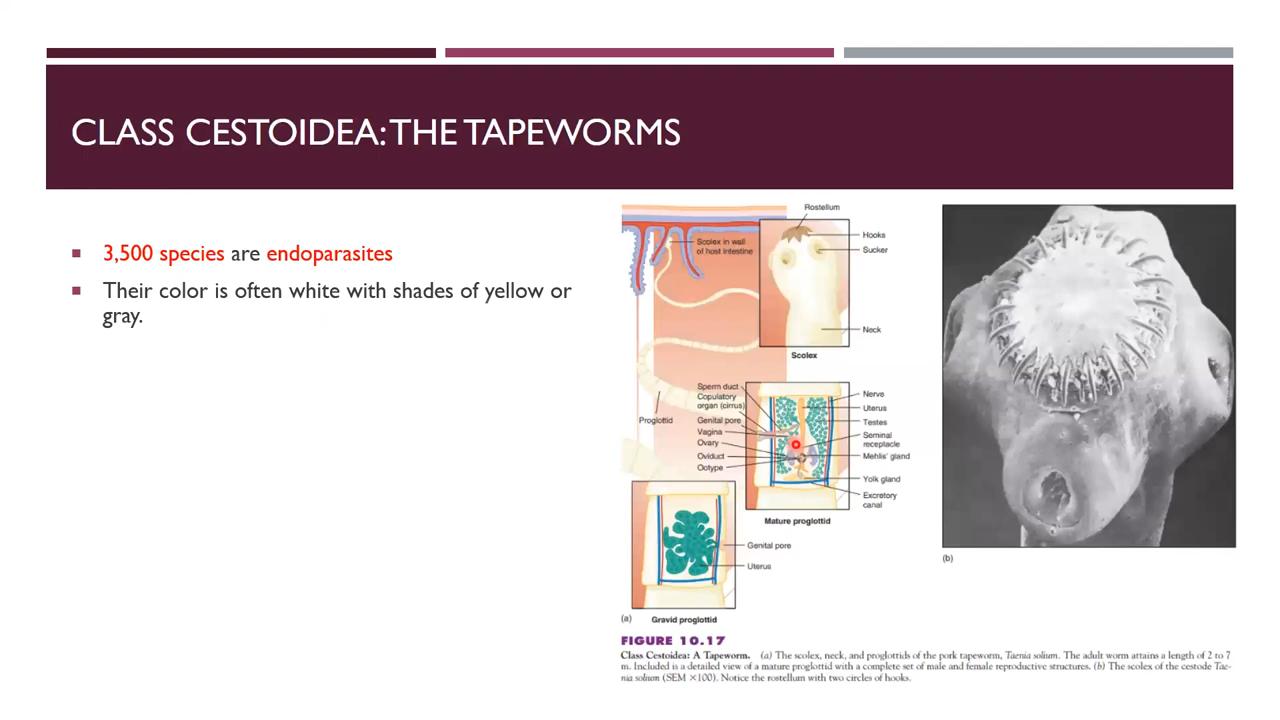 CLASS CESTOIDEA: THE TAPEWORMS
3,500 species are endoparasites
Their color is often white with shades of yellow or
gray.
Rostellum
Scolex in wall
of host intestine
Hooks
Sucker
Neck
Scolex
Proglottid
Sperm duct
Copulatory
organ (cirrus)
Genital pore
Vagina
Ovary
Oviduct
Ootype
Nerve
Uterus
Testes
Seminal
receptacle
Mehlis' gland
Yolk gland
Excretory
canal
Mature proglottid
Genital pore
Uterus
(a)
Gravid proglottid
(b)
FIGURE 10.17
Class Cestoidea: A Tapeworm. (a) The scolex, neck, and proglottids of the pork tapeworm, Taenia solium. The adult worm attains a length of 2 to 7
m. Included is a detailed view of a mature proglottid with a complete set of male and female reproductive structures. (b) The scolex of the cestode Tae-
nia solium (SEM ×100). Notice the rostellum with two circles of hooks.